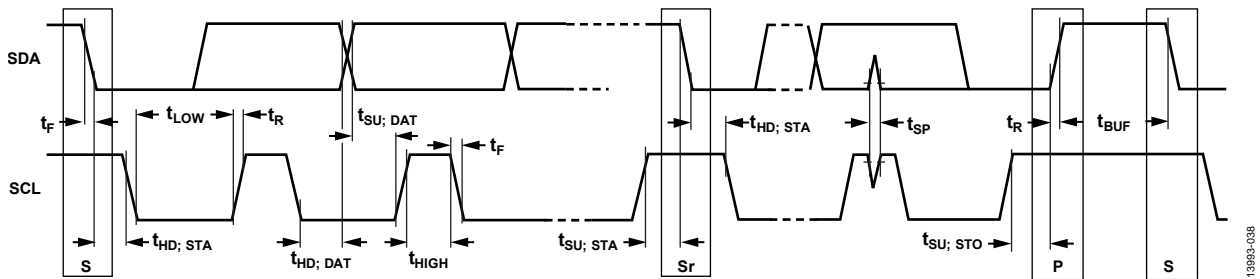 SDA
tF
tLOW
tR
tSU; DAT
tF
tHD; STA
tSP
tR
tBUF
SCL
tHD; STA
tHD; DAT
tHIGH
tSU; STA
tSU; STO
S
Sr
P
S
13993-038